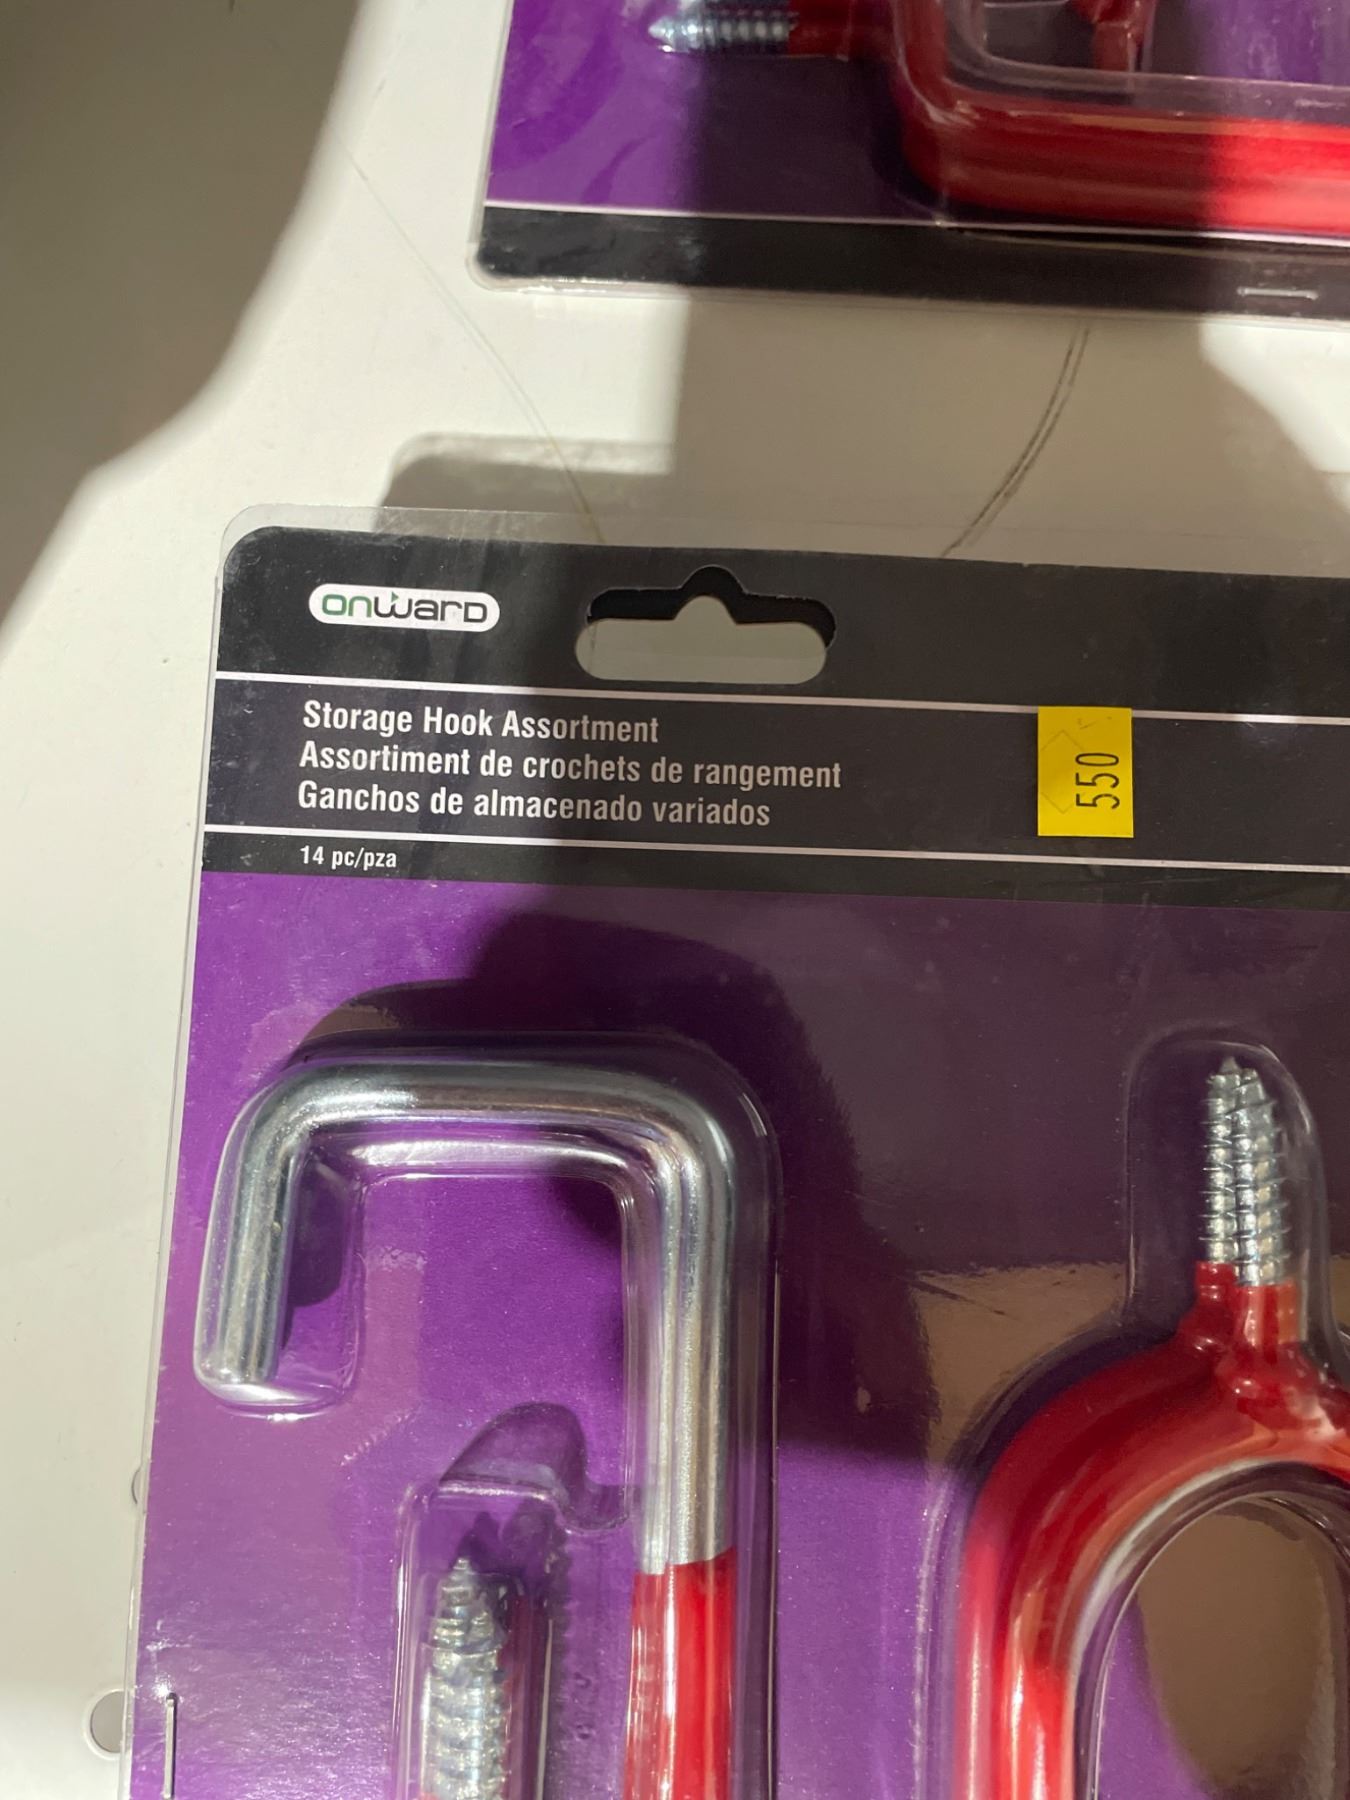 onward
Storage Hook Assortment
Assortiment de crochets de rangement
Ganchos de almacenado variados
14 pc/pza
550